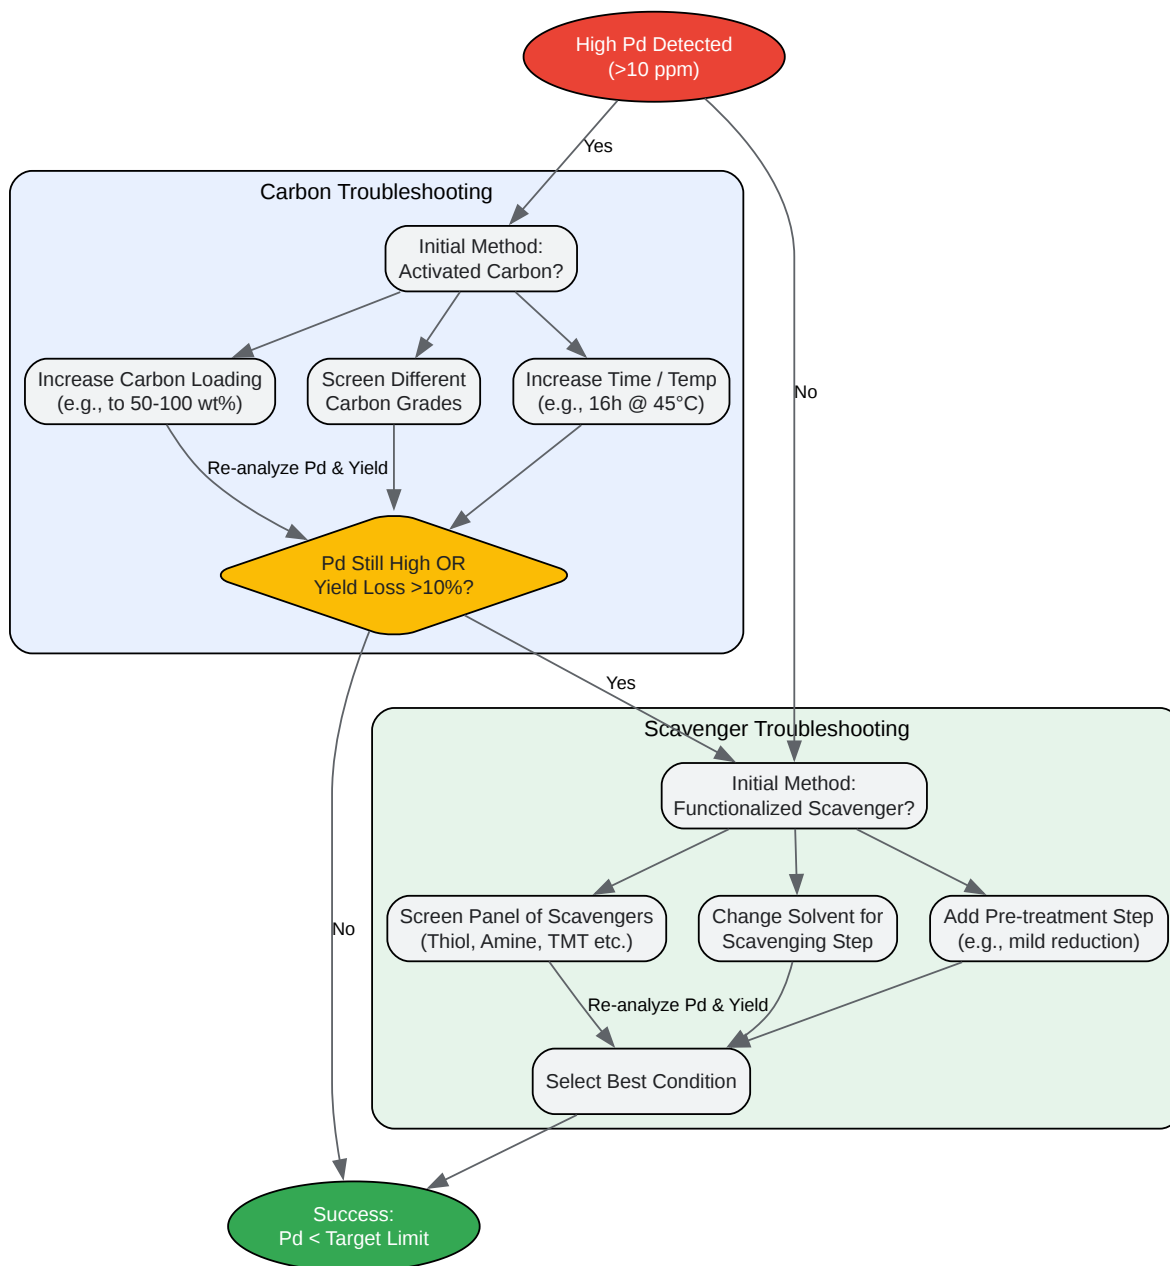 High Pd Detected
(>10 ppm)
Yes
Carbon Troubleshooting
Initial Method:
Activated Carbon?
Increase Carbon Loading
(e.g., to 50-100 wt%)
Screen Different
Carbon Grades
Increase Time / Temp
(e.g., 16h @ 45°C)
No
Re-analyze Pd & Yield
Pd Still High OR
Yield Loss >10%?
Yes
Scavenger Troubleshooting
Initial Method:
Functionalized Scavenger?
Screen Panel of Scavengers
(Thiol, Amine, TMT etc.)
Change Solvent for
Scavenging Step
Add Pre-treatment Step
(e.g., mild reduction)
No
Re-analyze Pd & Yield
Select Best Condition
Success:
Pd < Target Limit